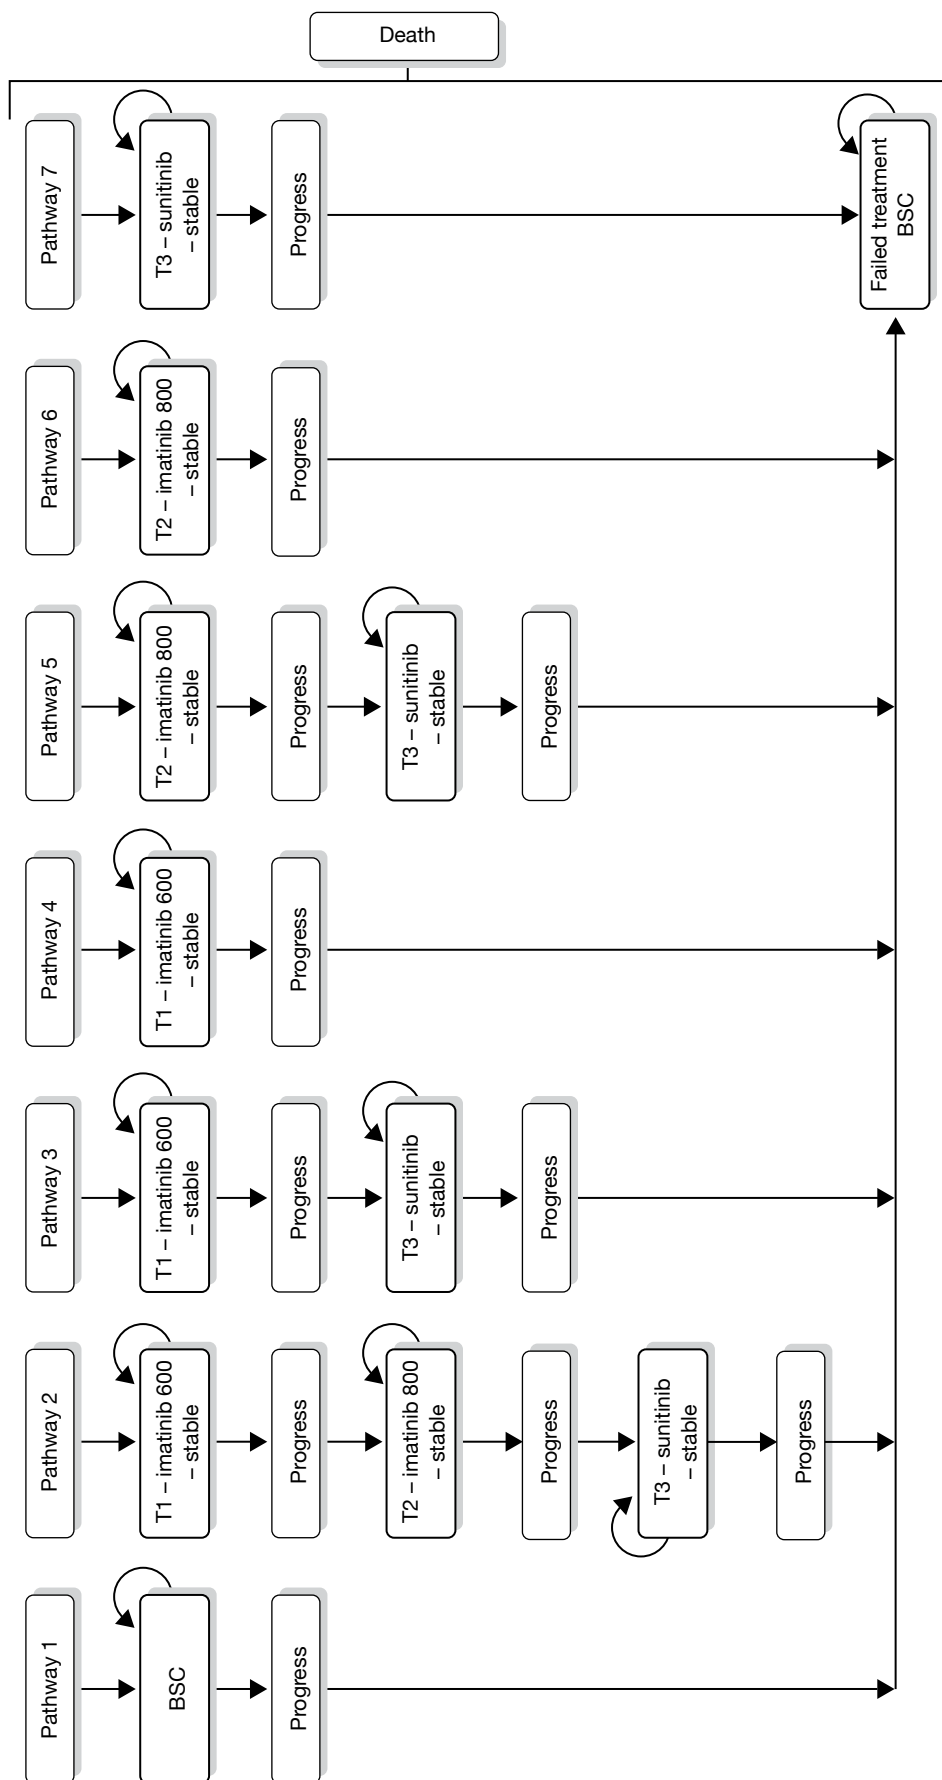 Death
Pathway 7
T3 – sunitinib
– stable
Progress
Failed treatment
BSC
Pathway 6
T2 – imatinib 800
– stable
Progress
Pathway 5
T2 – imatinib 800
– stable
Progress
T3 – sunitinib
– stable
Progress
Pathway 4
T1 – imatinib 600
– stable
Progress
Pathway 3
T1 – imatinib 600
– stable
Progress
T3 – sunitinib
– stable
Progress
Pathway 2
T1 – imatinib 600
– stable
Progress
T2 – imatinib 800
– stable
Progress
T3 – sunitinib
– stable
Progress
Pathway 1
BSC
Progress